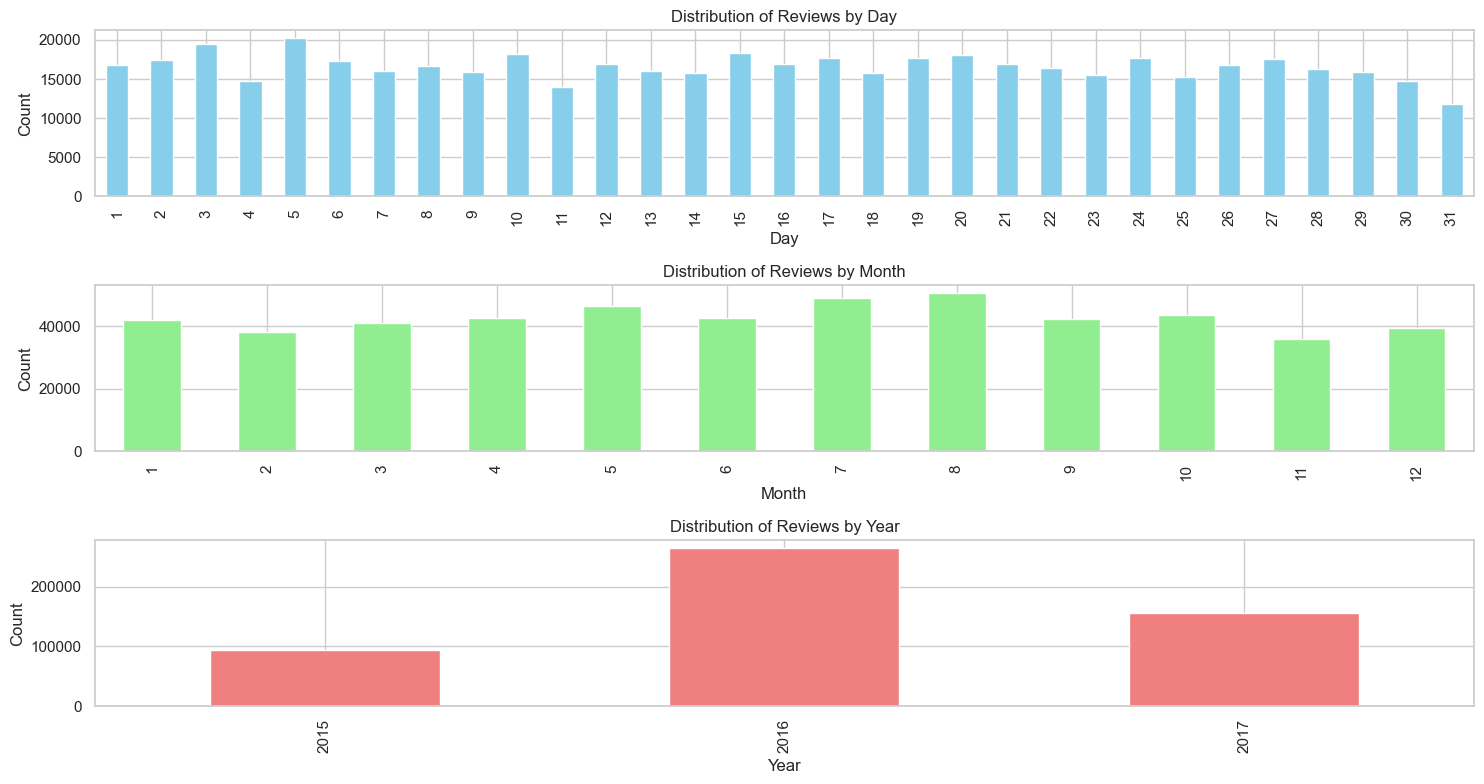 Distribution of Reviews by Day
Count
20000
15000
10000
5000
0
1 2 3 4 5 6 7 8 9 10 11 12 13 14 15 16 17 18 19 20 21 22 23 24 25 26 27 28 29 30 31
Day
Distribution of Reviews by Month
Count
40000
20000
0
1 2 3 4 5 6 7 8 9 10 11 12
Month
Distribution of Reviews by Year
Count
200000
100000
0
2015 2016 2017
Year